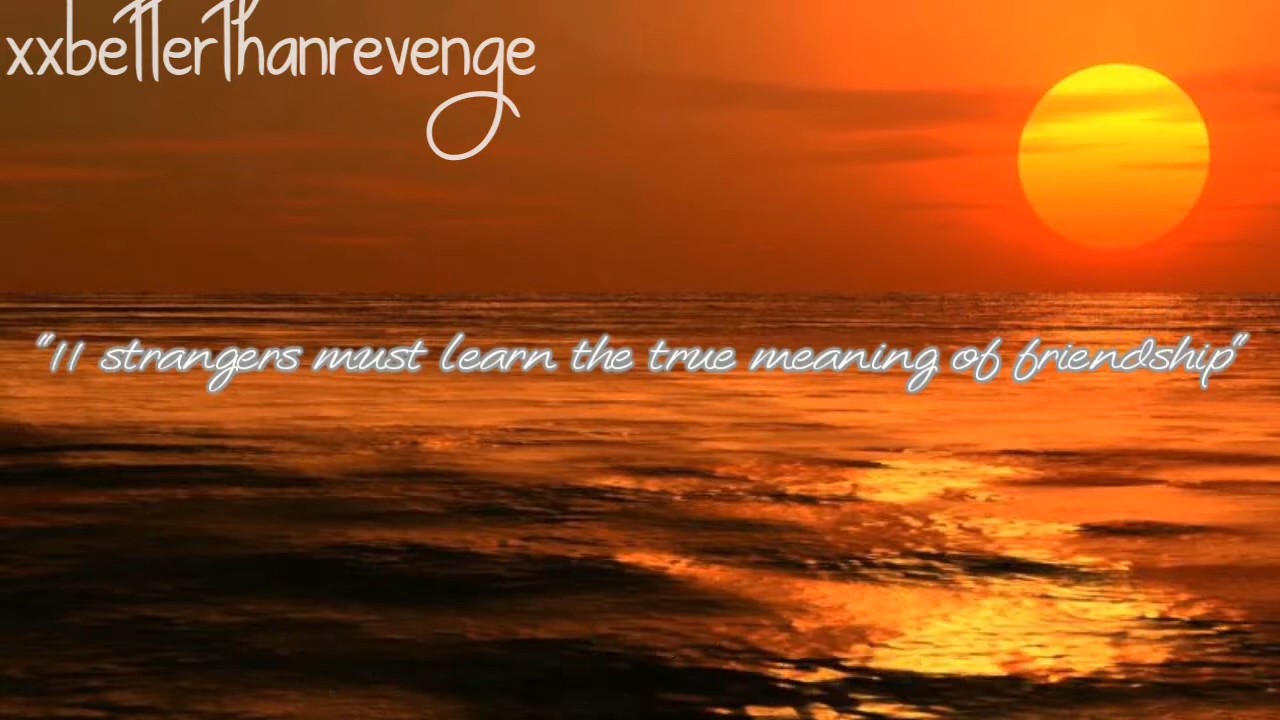 xxbetterthanrevenge
"11 strangers must learn the true meaning of friendship"